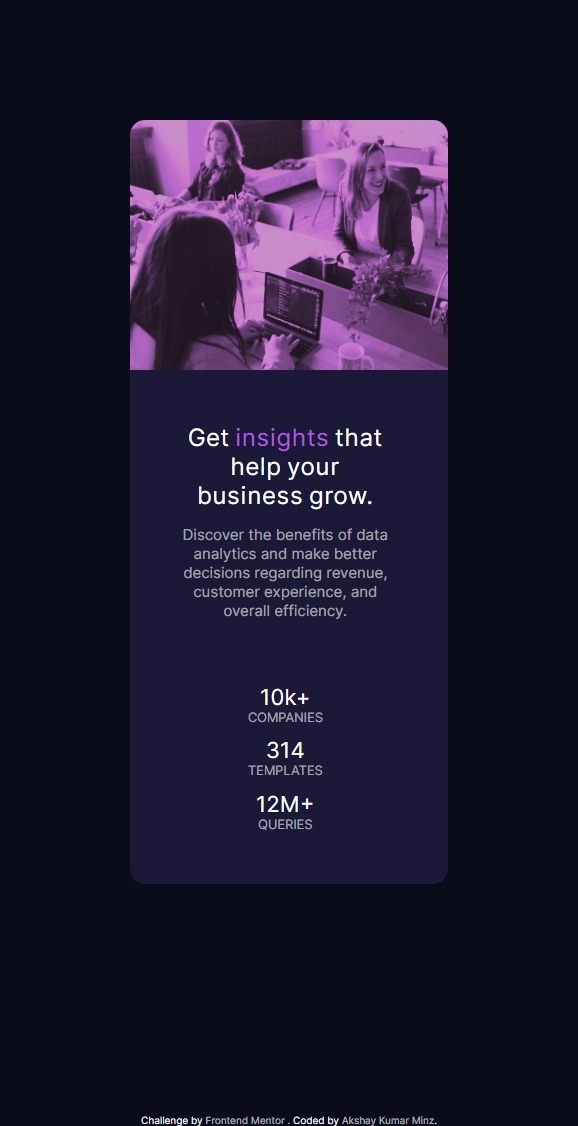 Get insights that
help your
business grow.
Discover the benefits of data
analytics and make better
decisions regarding revenue,
customer experience, and
overall efficiency.
10k+
COMPANIES
314
TEMPLATES
12M+
QUERIES
Challenge by Frontend Mentor . Coded by Akshay Kumar Minz.